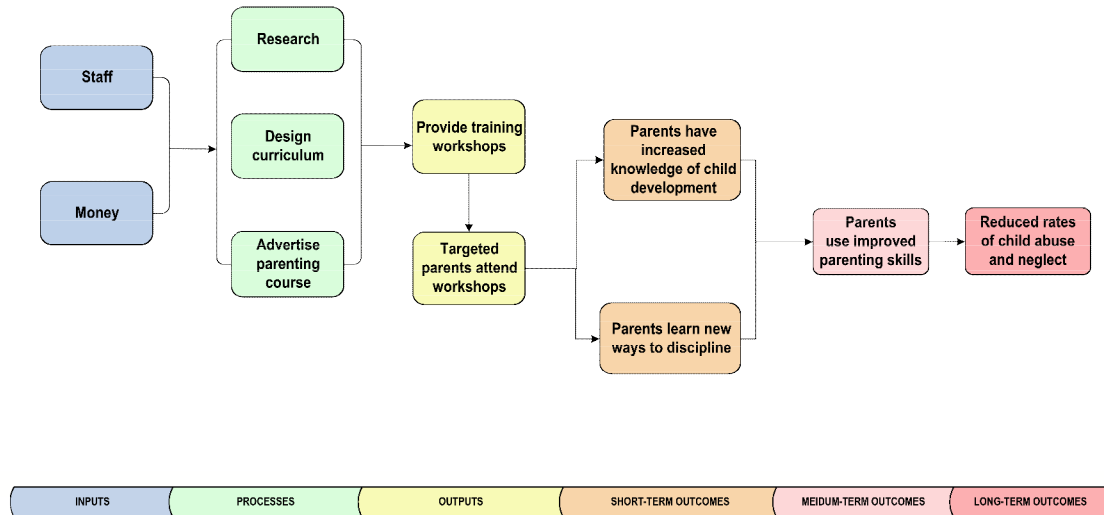 Staff
Money
Research
Design
curriculum
Advertise
parenting
course
Provide training
workshops
Targeted
parents attend
workshops
Parents have
increased
knowledge of child
development
Parents learn new
ways to discipline
Parents
use improved
parenting skills
Reduced rates
of child abuse
and neglect
INPUTS
PROCESSES
OUTPUTS
SHORT-TERM OUTCOMES
MEIDUM-TERM OUTCOMES
LONG-TERM OUTCOMES